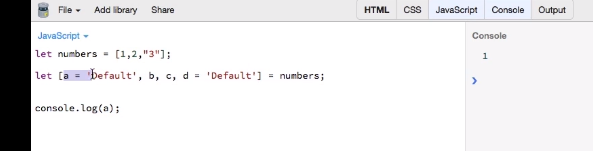 File Add library Share HTML CSS JavaScript Console Output
JavaScript Console
let numbers = [1,2,"3"];
1
let [a = 'Default', b, c, d = 'Default'] = numbers;
console.log(a);